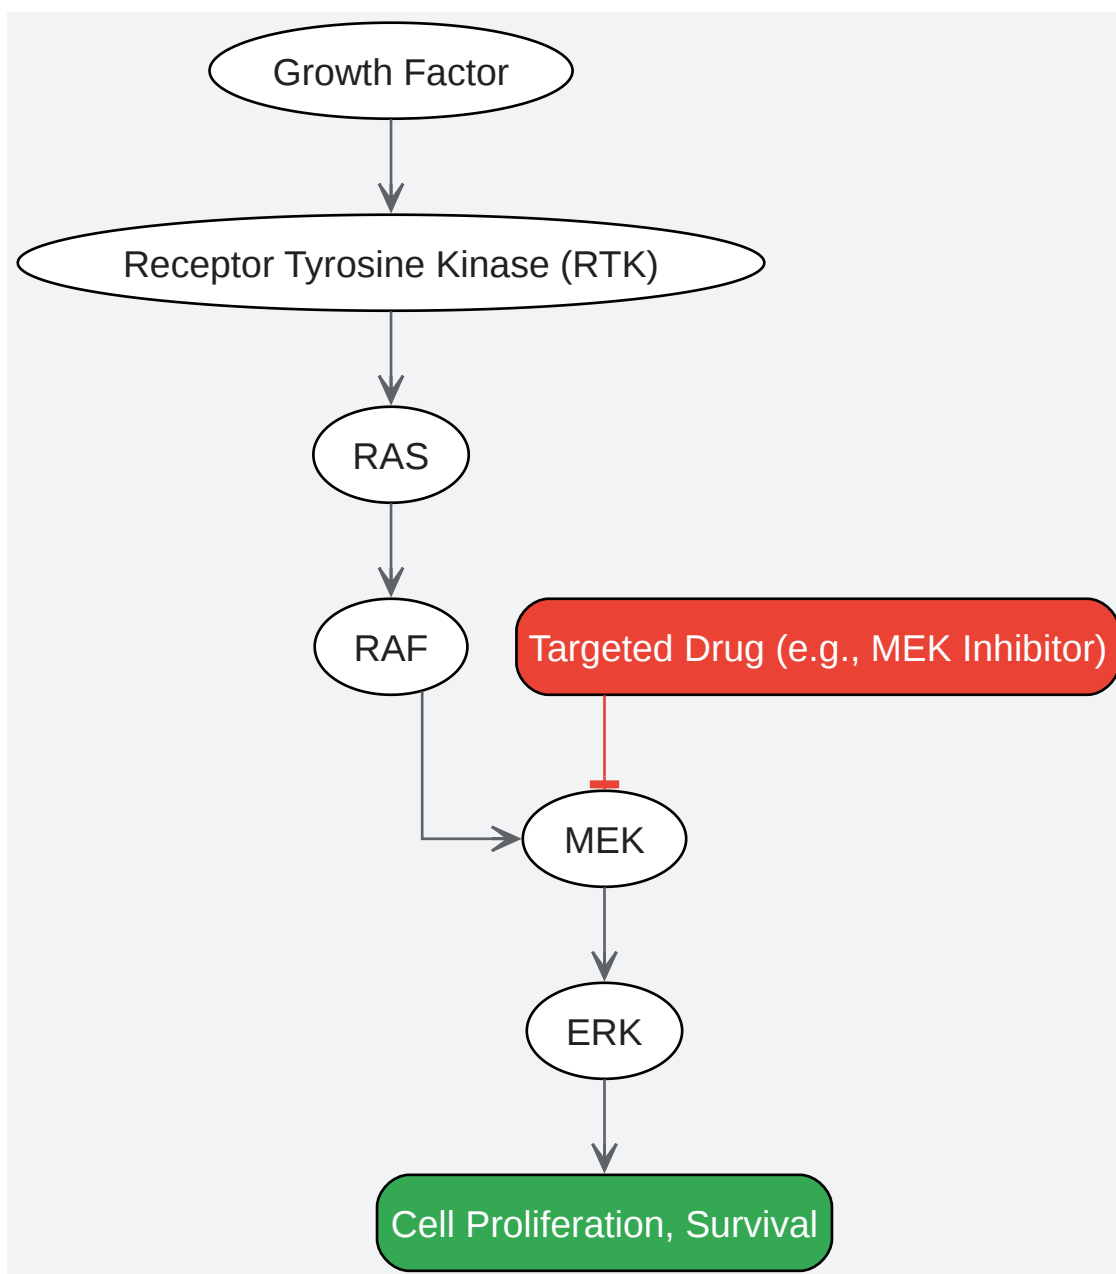 Growth Factor
Receptor Tyrosine Kinase (RTK)
RAS
RAF
Targeted Drug (e.g., MEK Inhibitor)
MEK
ERK
Cell Proliferation, Survival